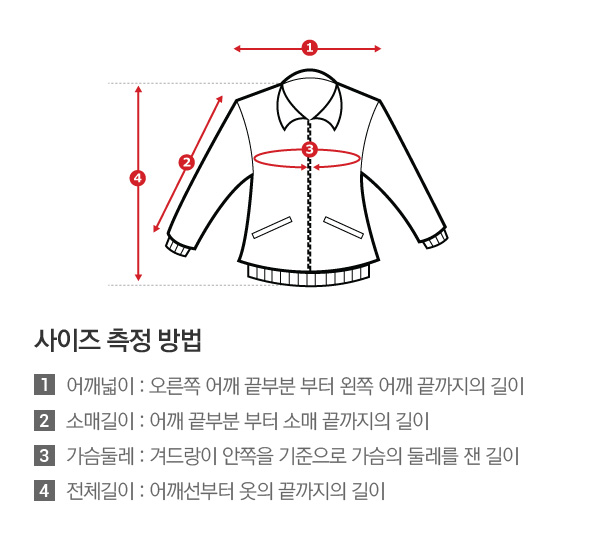 1
2
3
4
사이즈 측정 방법
1 어깨넓이 : 오른쪽 어깨 끝부분 부터 왼쪽 어깨 끝까지의 길이
2 소매길이 : 어깨 끝부분 부터 소매 끝까지의 길이
3 가슴둘레 : 겨드랑이 안쪽을 기준으로 가슴의 둘레를 잰 길이
4 전체길이 : 어깨선부터 옷의 끝까지의 길이